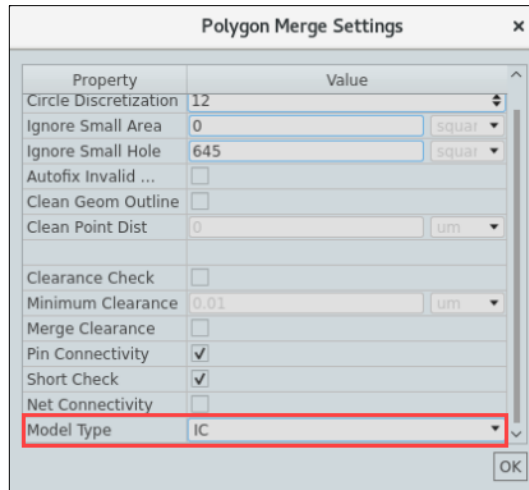 Polygon Merge Settings ×
Property Value
Circle Discretization 12
Ignore Small Area 0 squar
Ignore Small Hole 645 squar
Autofix Invalid ...
Clean Geom Outline
Clean Point Dist 0 um
Clearance Check
Minimum Clearance 0.01 um
Merge Clearance
Pin Connectivity ✓
Short Check ✓
Net Connectivity
Model Type IC
OK